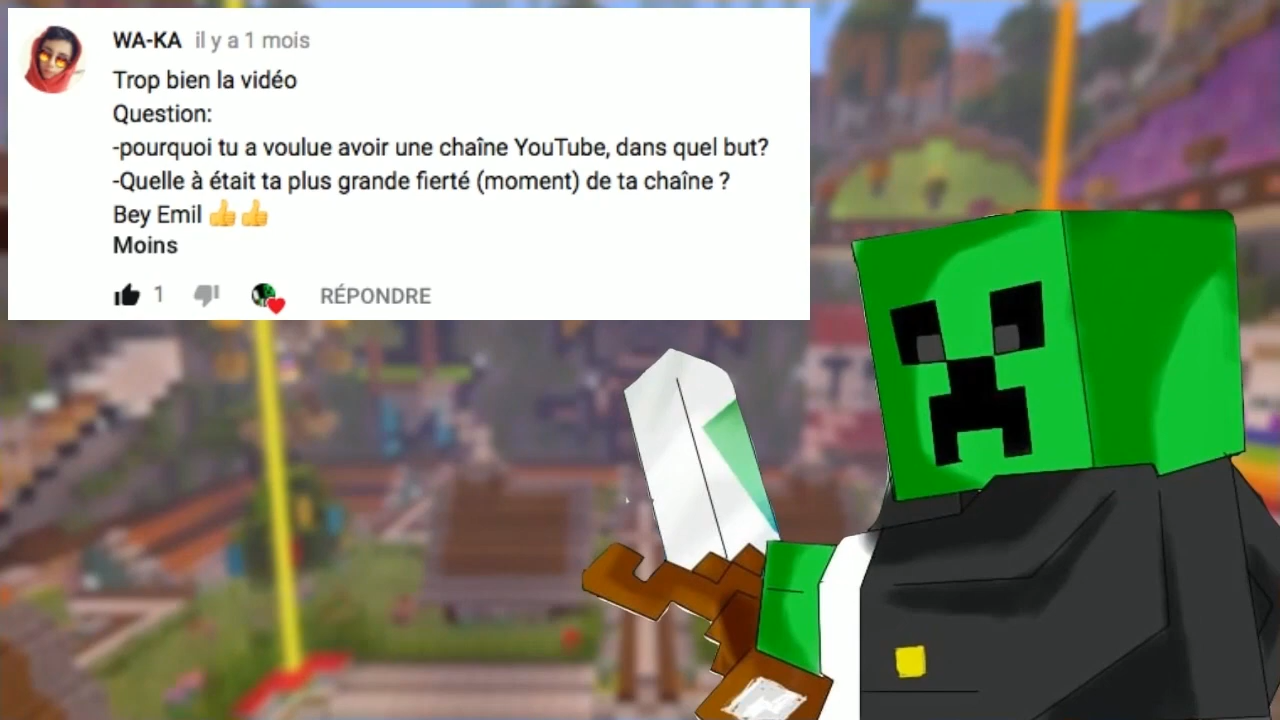 WA-KA il y a 1 mois
Trop bien la vidéo
Question:
-pourquoi tu a voulue avoir une chaîne YouTube, dans quel but?
-Quelle à était ta plus grande fierté (moment) de ta chaîne ?
Bey Emil 👍👍
Moins
1 RÉPONDRE